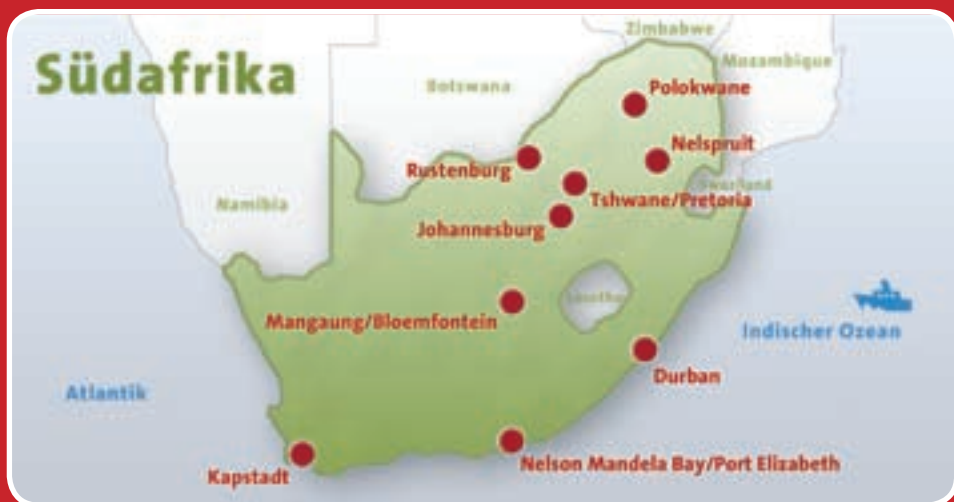 Zimbabwe
Südafrika
Mozambique
Botswana
Polokwane
Nelspruit
Rustenburg
Swaziland
Tshwane/Pretoria
Namibia
Johannesburg
Lesotho
Mangaung/Bloemfontein
Indischer Ozean
Durban
Atlantik
Nelson Mandela Bay/Port Elizabeth
Kapstadt